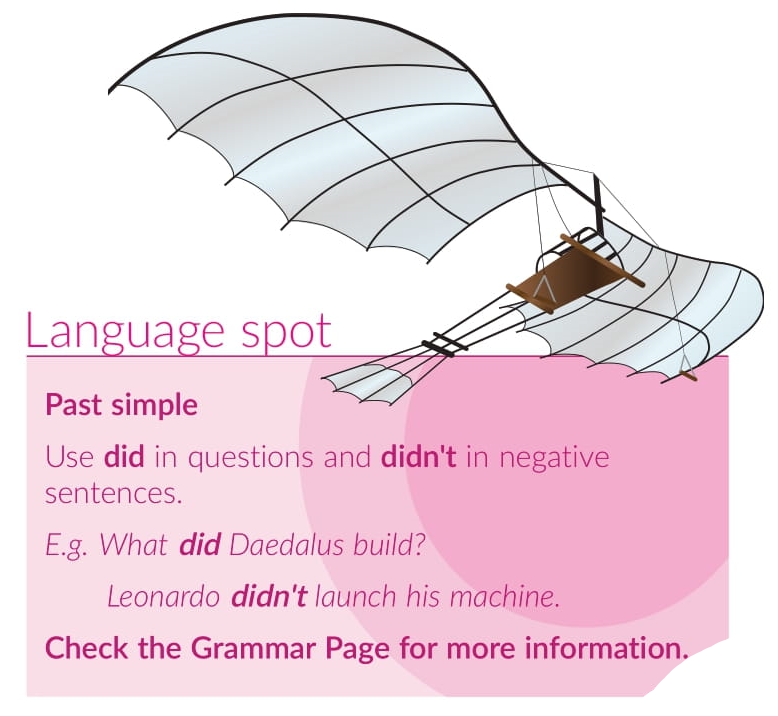 Language spot
Past simple
Use did in questions and didn't in negative
sentences.
E.g. What did Daedalus build?
Leonardo didn't launch his machine.
Check the Grammar Page for more information.